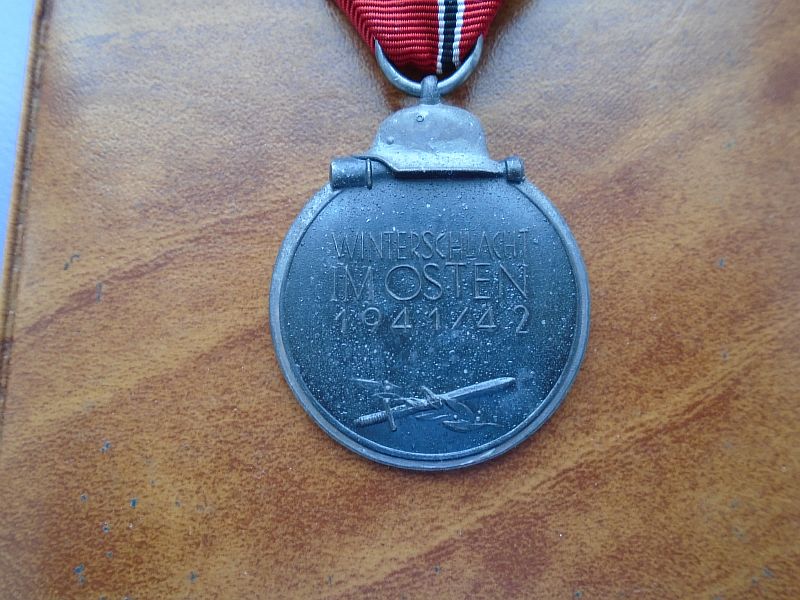 WINTERSCHLACHT
IM OSTEN
1941/42